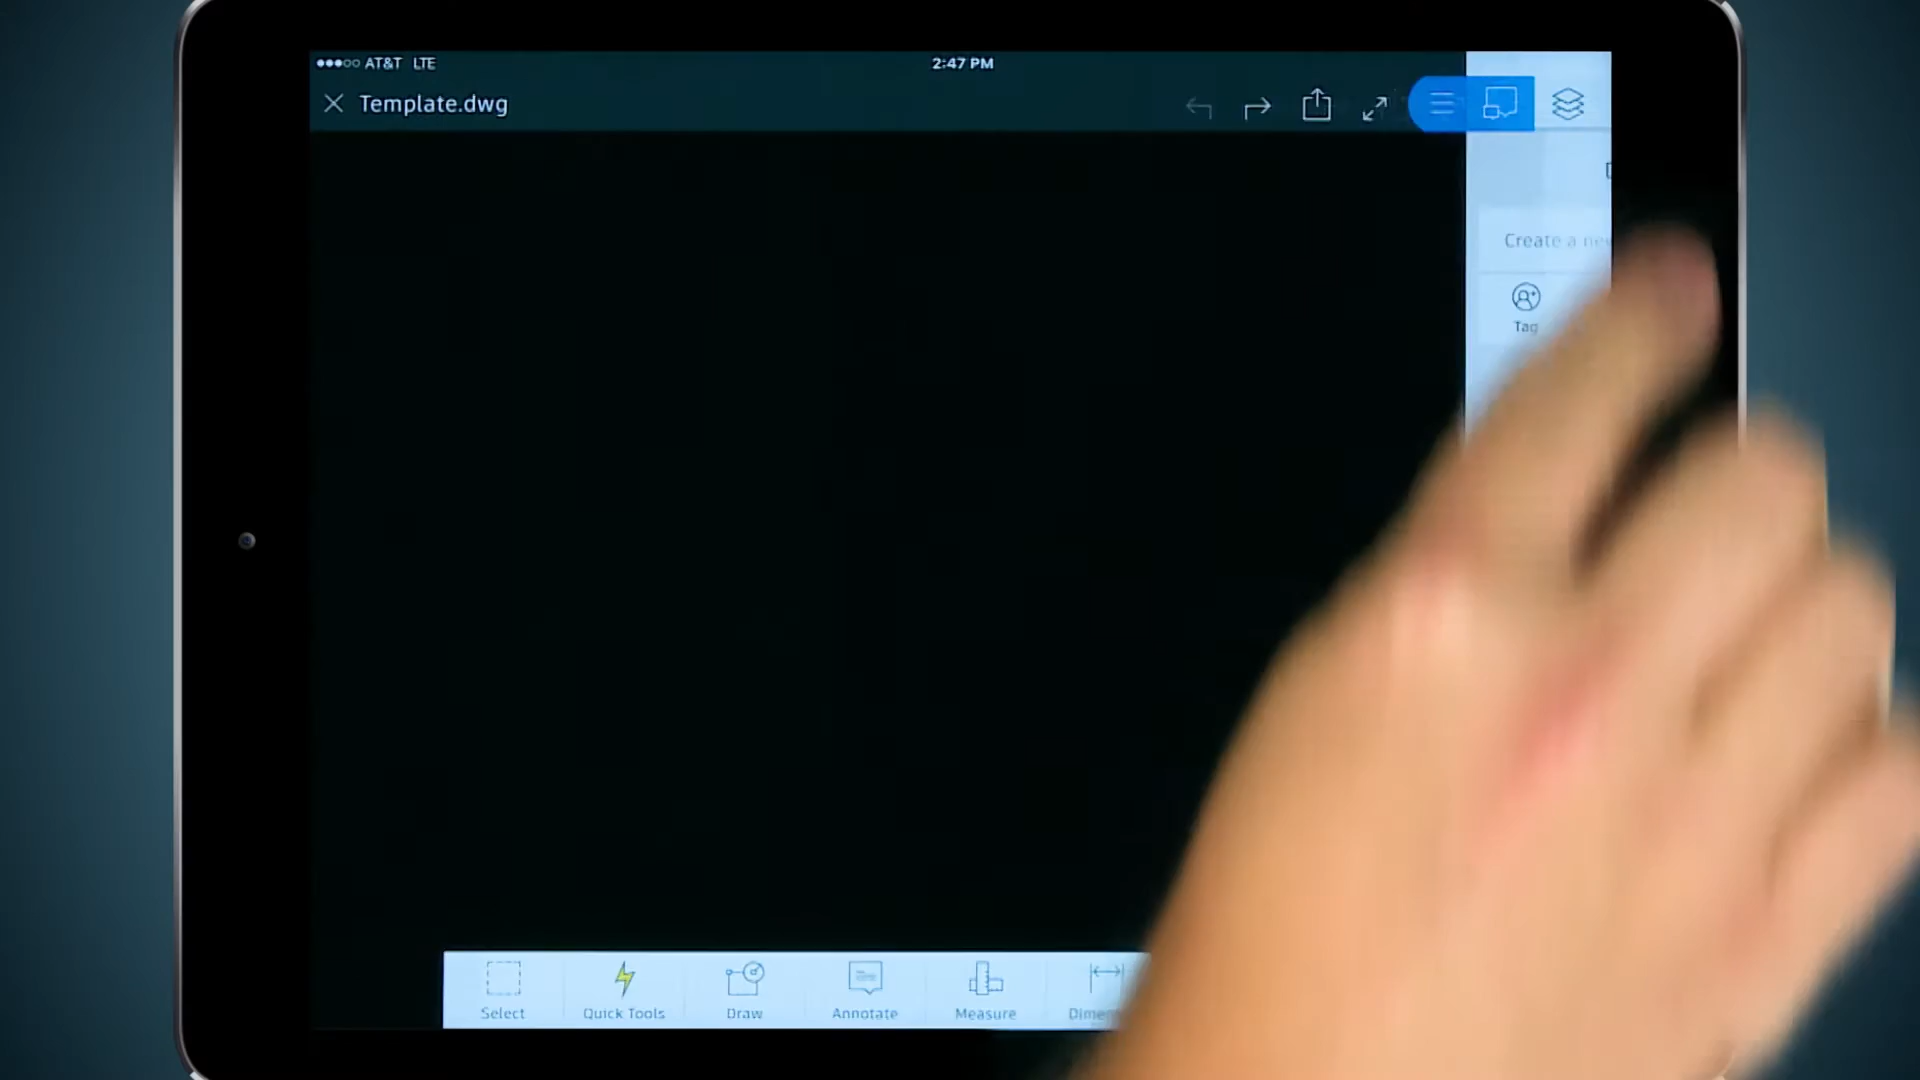 AT&T LTE
2:47 PM
Template.dwg
Create a
Tag
Select
Quick Tools
Draw
Annotate
Measure